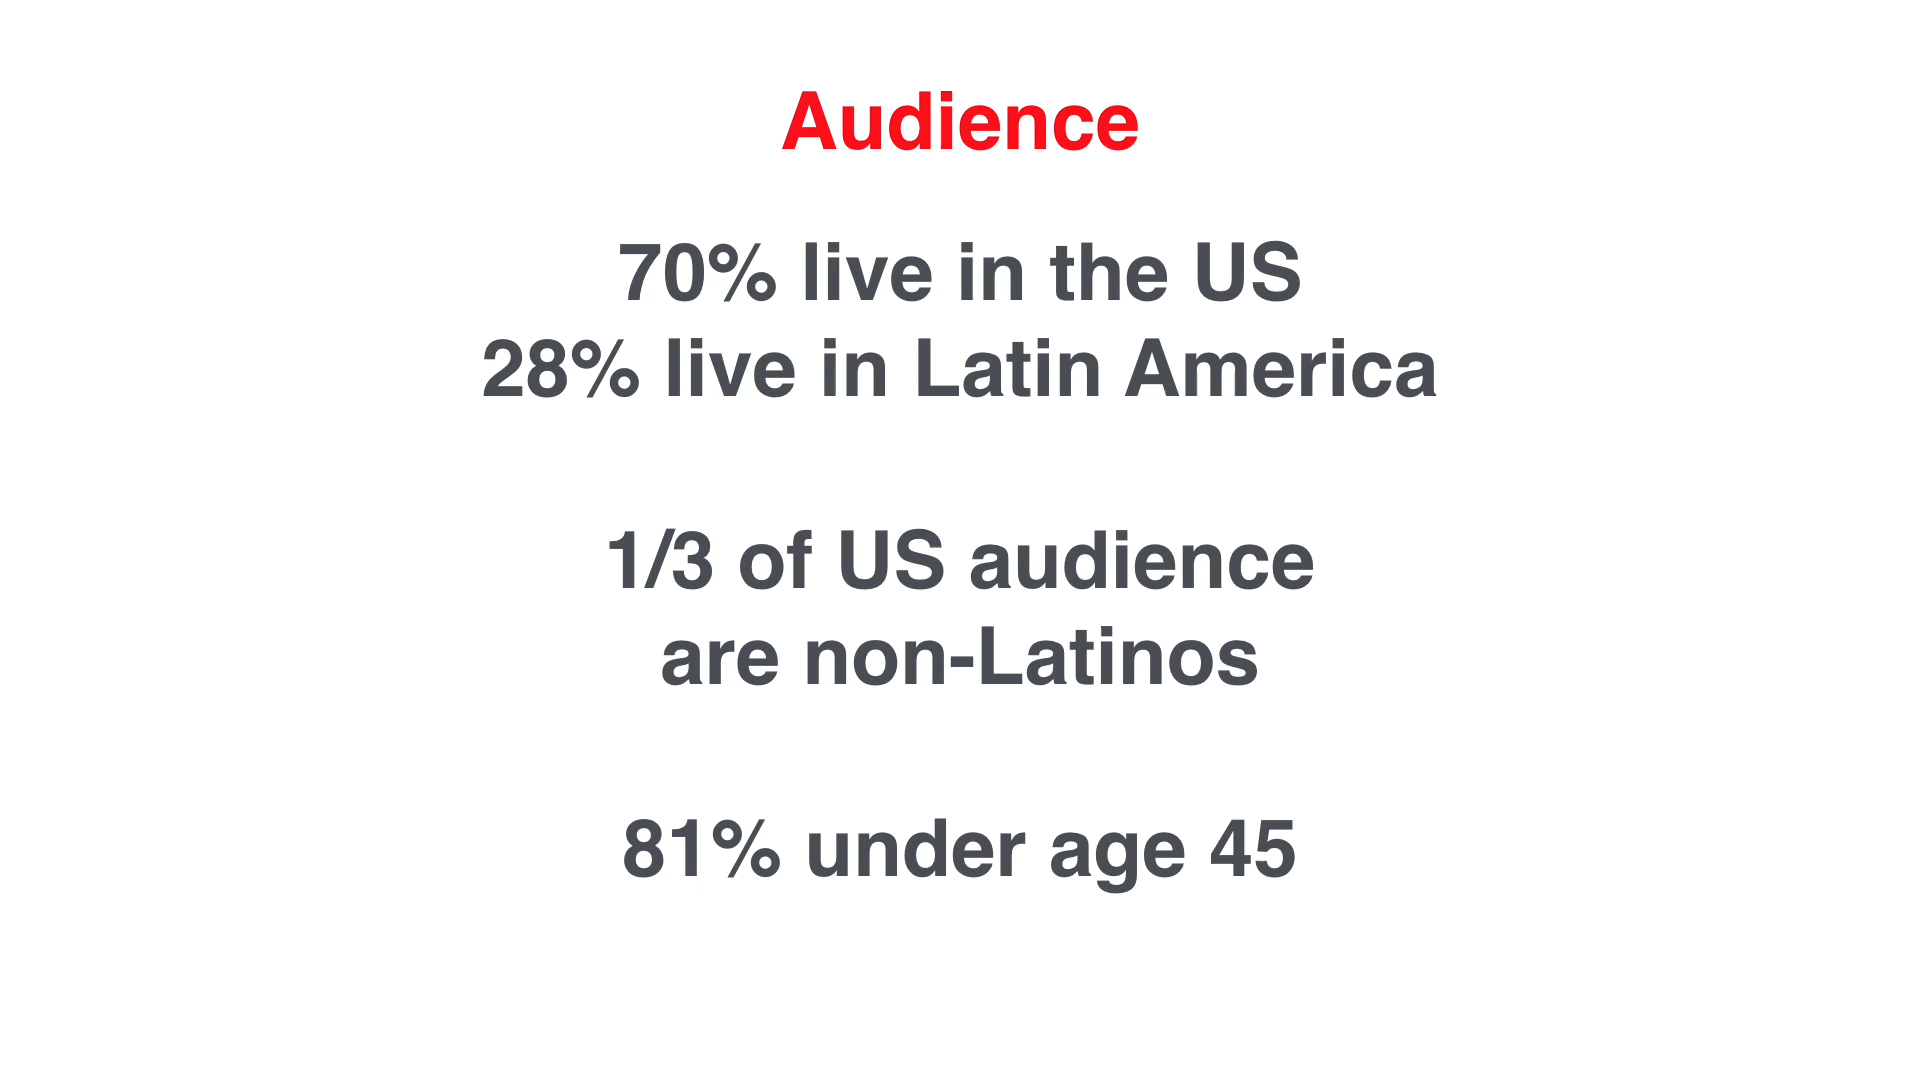 Audience
70% live in the US
28% live in Latin America
1/3 of US audience
are non-Latinos
81% under age 45